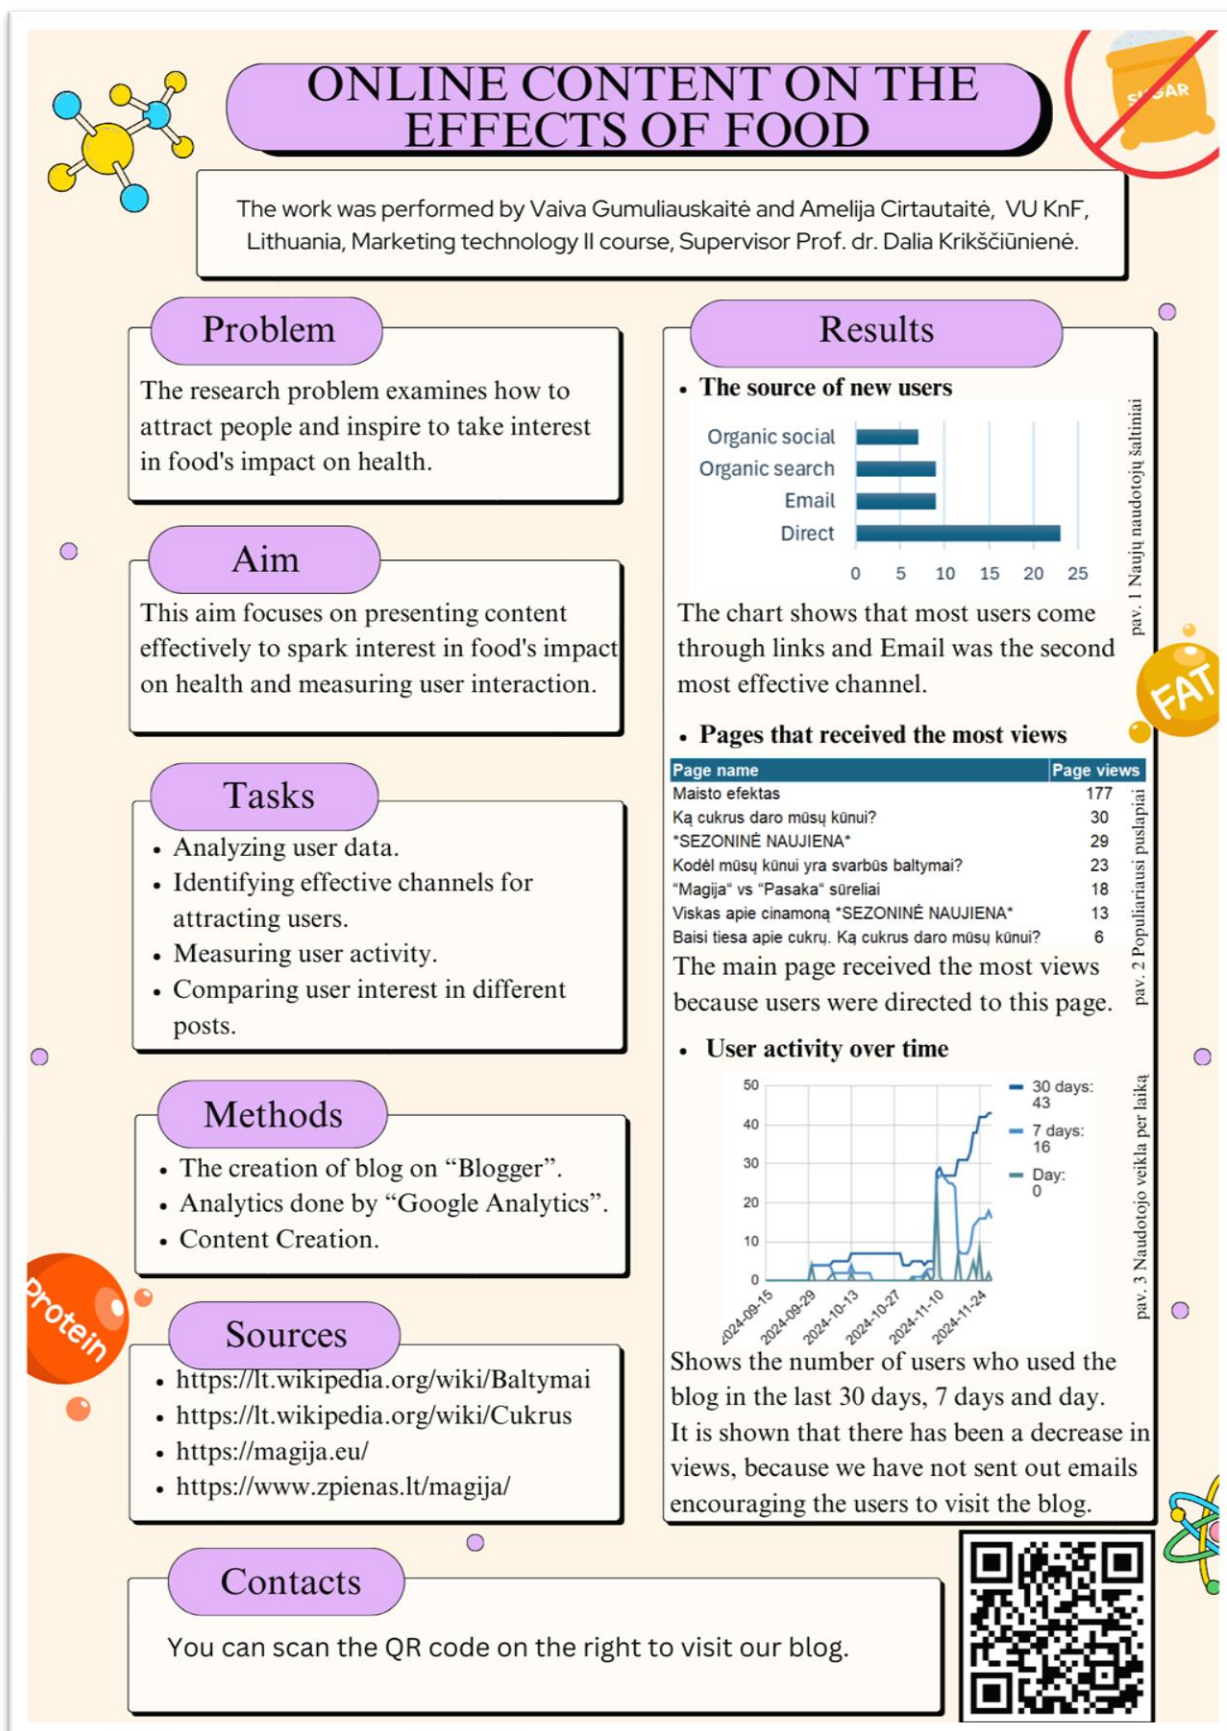 ONLINE CONTENT ON THE
EFFECTS OF FOOD
SUGAR
The work was performed by Vaiva Gumuliauskaitė and Amelija Cirtautaitė, VU KnF,
Lithuania, Marketing technology II course, Supervisor Prof. dr. Dalia Krikščiūnienė.
Problem
The research problem examines how to
attract people and inspire to take interest
in food's impact on health.
Aim
This aim focuses on presenting content
effectively to spark interest in food's impact
on health and measuring user interaction.
Tasks
• Analyzing user data.
• Identifying effective channels for
attracting users.
• Measuring user activity.
• Comparing user interest in different
posts.
Methods
• The creation of blog on “Blogger”.
• Analytics done by “Google Analytics”.
• Content Creation.
Protein
Sources
• https://lt.wikipedia.org/wiki/Baltymai
• https://lt.wikipedia.org/wiki/Cukrus
• https://magija.eu/
• https://www.zpienas.lt/magija/
Results
• The source of new users
Organic social
Organic search
Email
Direct
0 5 10 15 20 25
pav. 1 Naujų naudotojų šaltiniai
The chart shows that most users come
through links and Email was the second
most effective channel.
FAT
• Pages that received the most views
Page name Page views
Maisto efektas 177
Ką cukrus daro mūsų kūnui? 30
*SEZONINĖ NAUJIENA* 29
Kodėl mūsų kūnui yra svarbūs baltymai? 23
"Magija" vs "Pasaka" sūreliai 18
Viskas apie cinamoną *SEZONINĖ NAUJIENA* 13
Baisi tiesa apie cukrų. Ką cukrus daro mūsų kūnui? 6
pav. 2 Populiariausi puslapiai
The main page received the most views
because users were directed to this page.
• User activity over time
50
40
30
20
10
0
2024-09-15 2024-09-29 2024-10-13 2024-10-27 2024-11-10 2024-11-24
30 days:
43
7 days:
16
Day:
0
pav. 3 Naudotojo veikla per laiką
Shows the number of users who used the
blog in the last 30 days, 7 days and day.
It is shown that there has been a decrease in
views, because we have not sent out emails
encouraging the users to visit the blog.
Contacts
You can scan the QR code on the right to visit our blog.